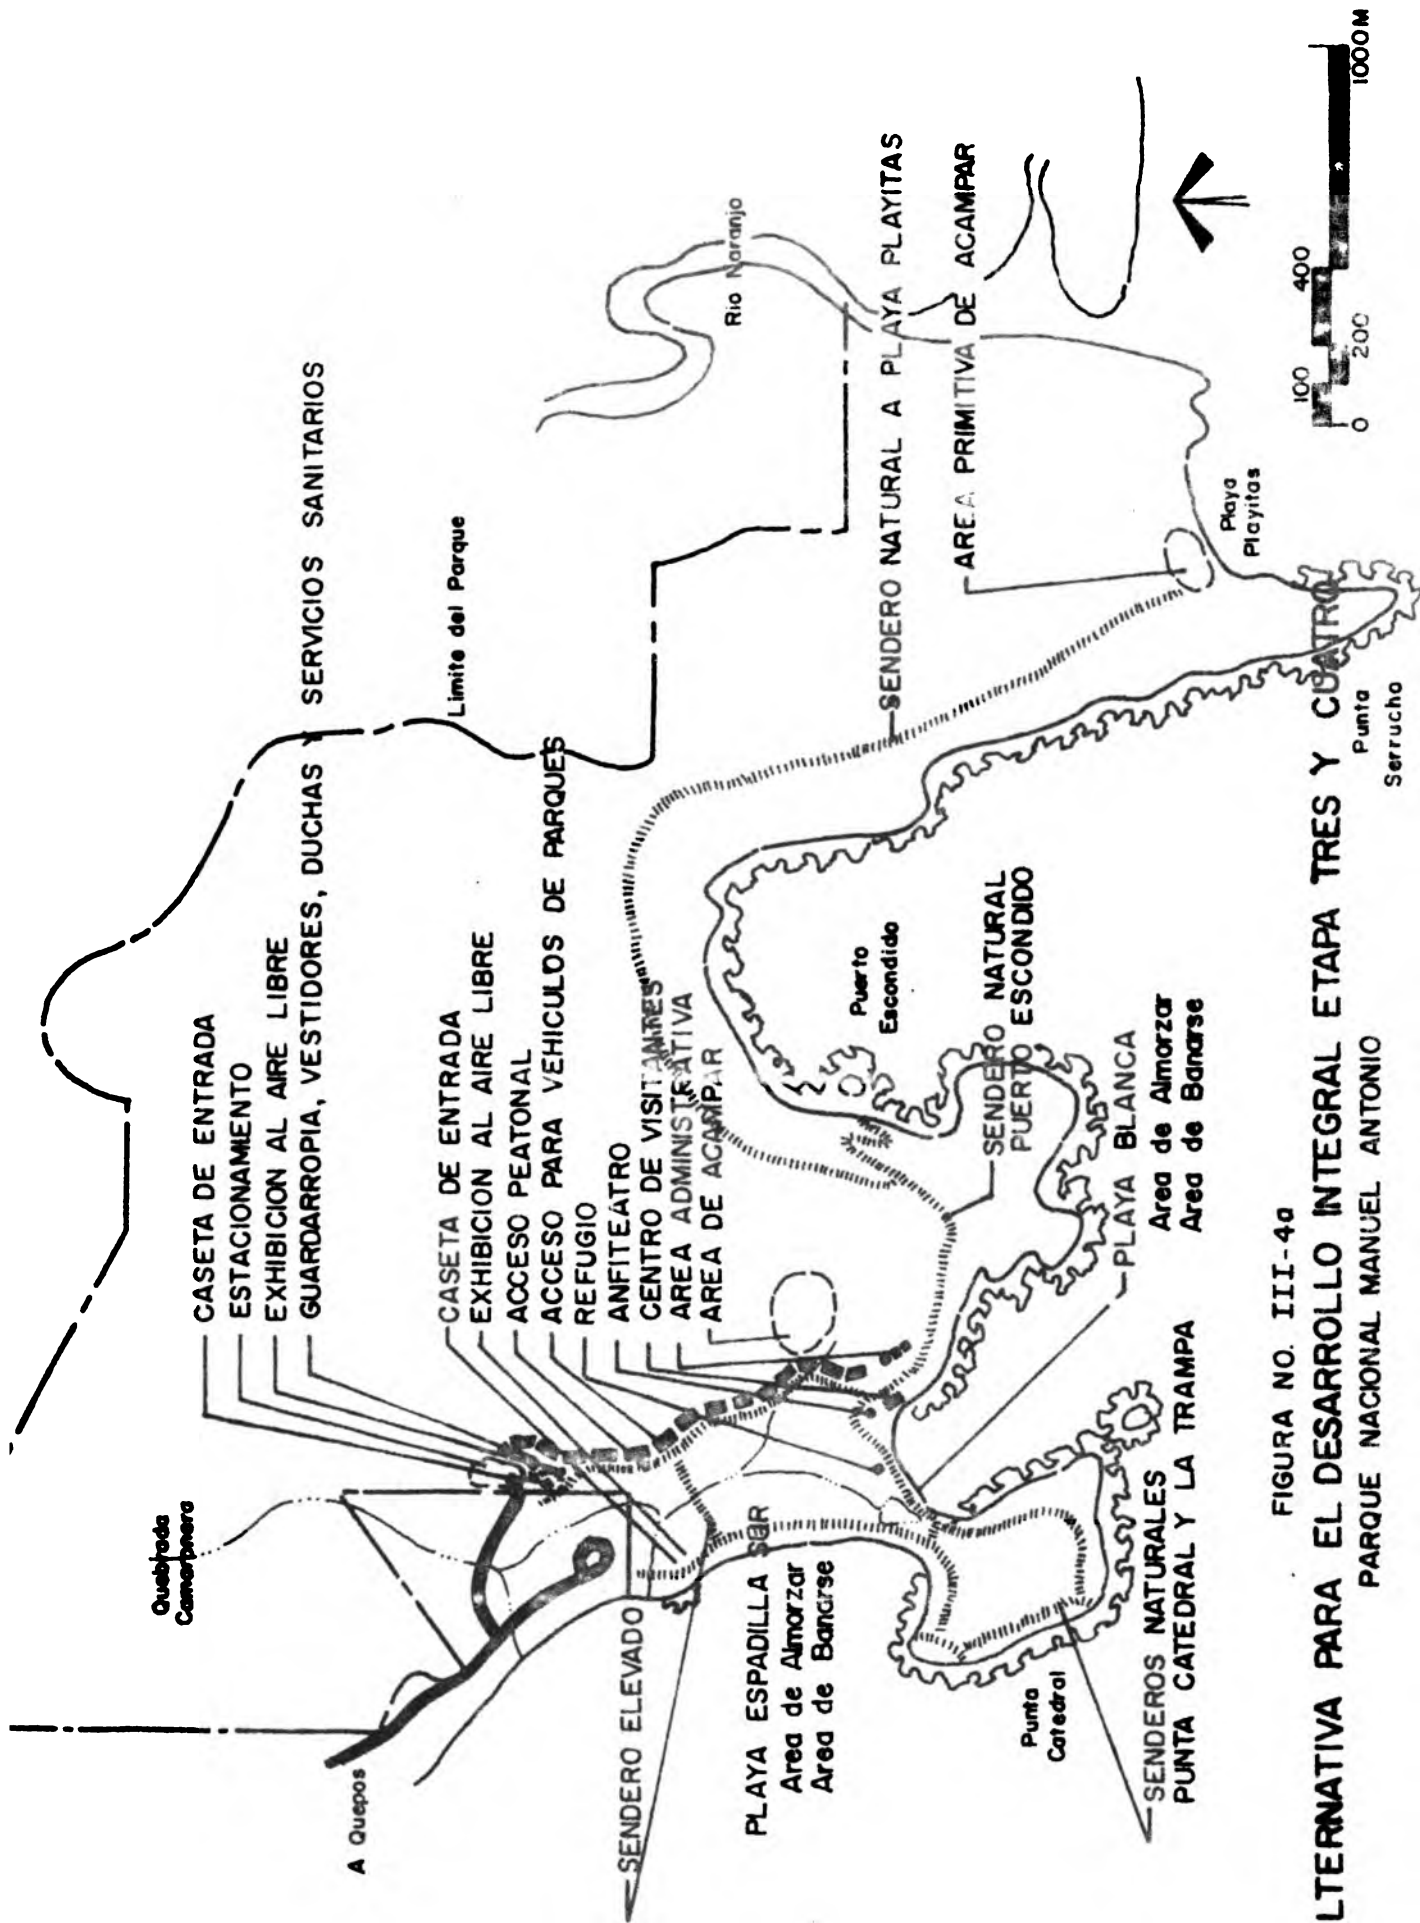 Quebrada
Camaronera
A Quepos
CASETA DE ENTRADA
ESTACIONAMIENTO
EXHIBICION AL AIRE LIBRE
GUARDARROPIA, VESTIDORES, DUCHAS Y SERVICIOS SANITARIOS
Limite del Parque
CASETA DE ENTRADA
EXHIBICION AL AIRE LIBRE
ACCESO PEATONAL
ACCESO PARA VEHICULOS DE PARQUES
REFUGIO
ANFITEATRO
CENTRO DE VISITANTES
AREA ADMINISTRATIVA
AREA DE ACAMPAR
Rio Naranjo
SENDERO ELEVADO
PLAYA ESPADILLA SUR
Area de Almorzar
Area de Banarse
SENDERO NATURAL A PLAYA PLAYITAS
AREA PRIMITIVA DE ACAMPAR
Puerto
Escondido
SENDERO NATURAL
PUERTO ESCONDIDO
PLAYA BLANCA
Area de Almorzar
Area de Banarse
Punta
Catedral
SENDEROS NATURALES
PUNTA CATEDRAL Y LA TRAMPA
Playa
Playitas
Punta
Serrucho
0 100 200 400 1000M
FIGURA NO. III-4a
LTERNATIVA PARA EL DESARROLLO INTEGRAL ETAPA TRES Y CUATRO
PARQUE NACIONAL MANUEL ANTONIO